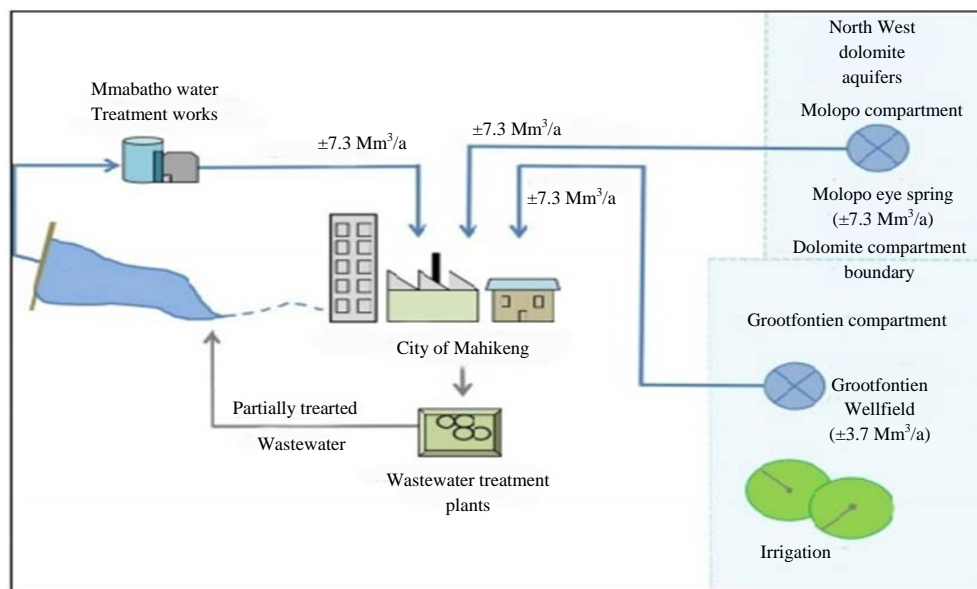 North West
dolomite
aquifers
Mmabatho water
Treatment works
Molopo compartment
±7.3 Mm³/a
±7.3 Mm³/a
±7.3 Mm³/a
Molopo eye spring
(±7.3 Mm³/a)
Dolomite compartment
boundary
Grootfontien compartment
City of Mahikeng
Grootfontien
Wellfield
(±3.7 Mm³/a)
Partially trearted
Wastewater
Wastewater treatment
plants
Irrigation